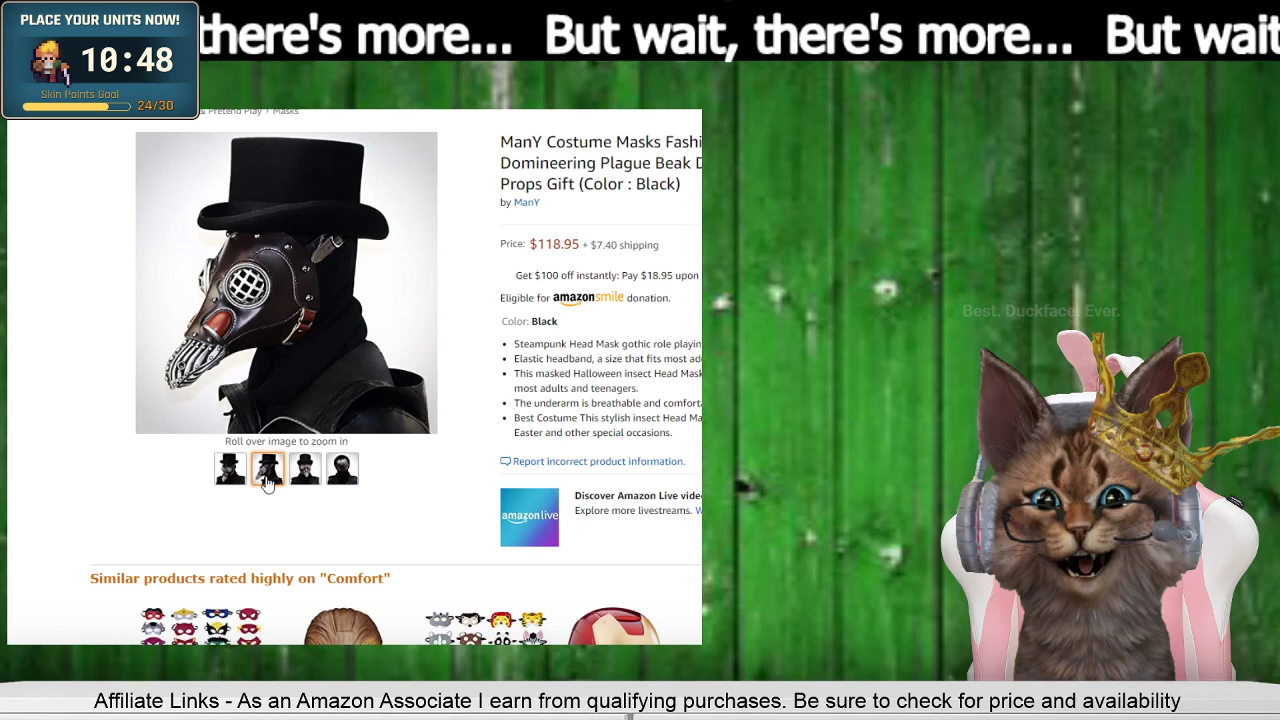 PLACE YOUR UNITS NOW!
10:48
Skin Points Goal
24/30
there's more... But wait, there's more... But wait
& Pretend Play › Masks
ManY Costume Masks Fashi
Domineering Plague Beak D
Props Gift (Color : Black)
by ManY
Price: $118.95 + $7.40 shipping
Get $100 off instantly: Pay $18.95 upon
Eligible for amazonsmile donation.
Color: Black
• Steampunk Head Mask gothic role playin
• Elastic headband, a size that fits most ad
• This masked Halloween insect Head Mask
most adults and teenagers.
• The underarm is breathable and comforta
• Best Costume This stylish insect Head Ma
Easter and other special occasions.
Roll over image to zoom in
Report incorrect product information.
amazonlive
Discover Amazon Live vide
Explore more livestreams. W
Similar products rated highly on "Comfort"
Best. Duckface. Ever.
Affiliate Links - As an Amazon Associate I earn from qualifying purchases. Be sure to check for price and availability